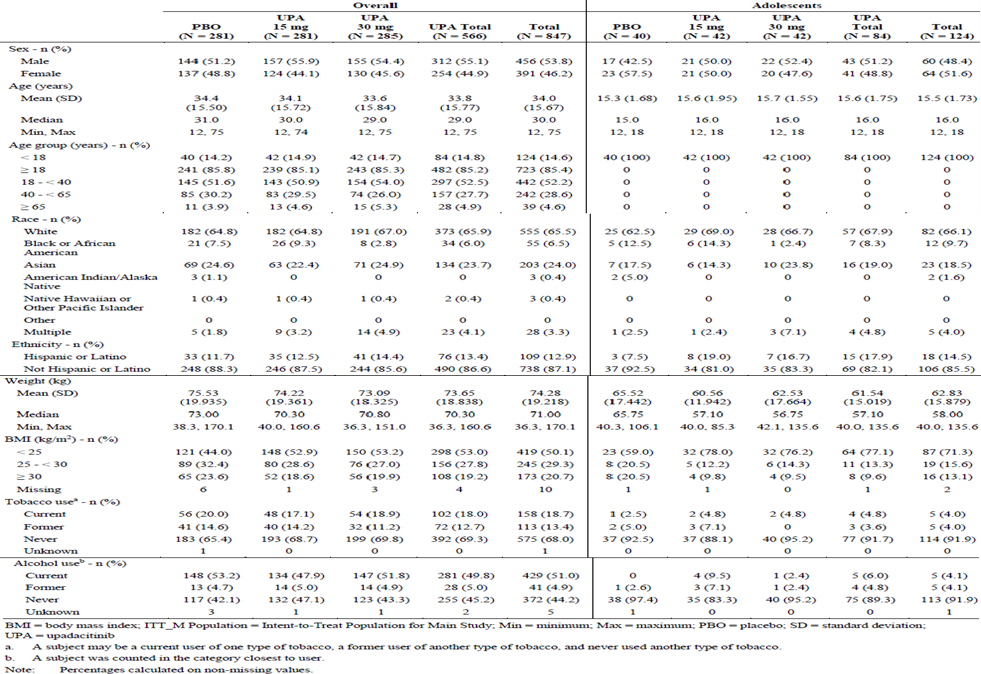 Overall Adolescents
PBO (N = 281) UPA 15 mg (N = 281) UPA 30 mg (N = 285) UPA Total (N = 566) Total (N = 847) PBO (N = 40) UPA 15 mg (N = 42) UPA 30 mg (N = 42) UPA Total (N = 84) Total (N = 124)
Sex - n (%)
Male 144 (51.2) 157 (55.9) 155 (54.4) 312 (55.1) 456 (53.8) 17 (42.5) 21 (50.0) 22 (52.4) 43 (51.2) 60 (48.4)
Female 137 (48.8) 124 (44.1) 130 (45.6) 254 (44.9) 391 (46.2) 23 (57.5) 21 (50.0) 20 (47.6) 41 (48.8) 64 (51.6)
Age (years)
Mean (SD) 34.4 (15.50) 34.1 (15.72) 33.6 (15.84) 33.8 (15.77) 34.0 (15.67) 15.3 (1.68) 15.6 (1.95) 15.7 (1.55) 15.6 (1.75) 15.5 (1.73)
Median 31.0 30.0 29.0 29.0 30.0 15.0 16.0 16.0 16.0 16.0
Min, Max 12, 75 12, 74 12, 75 12, 75 12, 75 12, 18 12, 18 12, 18 12, 18 12, 18
Age group (years) - n (%)
< 18 40 (14.2) 42 (14.9) 42 (14.7) 84 (14.8) 124 (14.6) 40 (100) 42 (100) 42 (100) 84 (100) 124 (100)
≥ 18 241 (85.8) 239 (85.1) 243 (85.3) 482 (85.2) 723 (85.4) 0 0 0 0 0
18 - < 40 145 (51.6) 143 (50.9) 154 (54.0) 297 (52.5) 442 (52.2) 0 0 0 0 0
40 - < 65 85 (30.2) 83 (29.5) 74 (26.0) 157 (27.7) 242 (28.6) 0 0 0 0 0
≥ 65 11 (3.9) 13 (4.6) 15 (5.3) 28 (4.9) 39 (4.6) 0 0 0 0 0
Race - n (%)
White 182 (64.8) 182 (64.8) 191 (67.0) 373 (65.9) 555 (65.5) 25 (62.5) 29 (69.0) 28 (66.7) 57 (67.9) 82 (66.1)
Black or African American 21 (7.5) 26 (9.3) 8 (2.8) 34 (6.0) 55 (6.5) 5 (12.5) 6 (14.3) 1 (2.4) 7 (8.3) 12 (9.7)
Asian 69 (24.6) 63 (22.4) 71 (24.9) 134 (23.7) 203 (24.0) 7 (17.5) 6 (14.3) 10 (23.8) 16 (19.0) 23 (18.5)
American Indian/Alaska Native 3 (1.1) 0 0 0 3 (0.4) 2 (5.0) 0 0 0 2 (1.6)
Native Hawaiian or Other Pacific Islander 1 (0.4) 1 (0.4) 1 (0.4) 2 (0.4) 3 (0.4) 0 0 0 0 0
Other 0 0 0 0 0 0 0 0 0 0
Multiple 5 (1.8) 9 (3.2) 14 (4.9) 23 (4.1) 28 (3.3) 1 (2.5) 1 (2.4) 3 (7.1) 4 (4.8) 5 (4.0)
Ethnicity - n (%)
Hispanic or Latino 33 (11.7) 35 (12.5) 41 (14.4) 76 (13.4) 109 (12.9) 3 (7.5) 8 (19.0) 7 (16.7) 15 (17.9) 18 (14.5)
Not Hispanic or Latino 248 (88.3) 246 (87.5) 244 (85.6) 490 (86.6) 738 (87.1) 37 (92.5) 34 (81.0) 35 (83.3) 69 (82.1) 106 (85.5)
Weight (kg)
Mean (SD) 75.53 (19.935) 74.22 (19.361) 73.09 (18.325) 73.65 (18.838) 74.28 (19.218) 65.52 (17.442) 60.56 (11.942) 62.53 (17.664) 61.54 (15.019) 62.83 (15.879)
Median 73.00 70.30 70.80 70.30 71.00 65.75 57.10 56.75 57.10 58.00
Min, Max 38.3, 170.1 40.0, 160.6 36.3, 151.0 36.3, 160.6 36.3, 170.1 40.3, 106.1 40.0, 85.3 42.1, 135.6 40.0, 135.6 40.0, 135.6
BMI (kg/m²) - n (%)
< 25 121 (44.0) 148 (52.9) 150 (53.2) 298 (53.0) 419 (50.1) 23 (59.0) 32 (78.0) 32 (76.2) 64 (77.1) 87 (71.3)
25 - < 30 89 (32.4) 80 (28.6) 76 (27.0) 156 (27.8) 245 (29.3) 8 (20.5) 5 (12.2) 6 (14.3) 11 (13.3) 19 (15.6)
≥ 30 65 (23.6) 52 (18.6) 56 (19.9) 108 (19.2) 173 (20.7) 8 (20.5) 4 (9.8) 4 (9.5) 8 (9.6) 16 (13.1)
Missing 6 1 3 4 10 1 1 0 1 2
Tobacco useᵃ - n (%)
Current 56 (20.0) 48 (17.1) 54 (18.9) 102 (18.0) 158 (18.7) 1 (2.5) 2 (4.8) 2 (4.8) 4 (4.8) 5 (4.0)
Former 41 (14.6) 40 (14.2) 32 (11.2) 72 (12.7) 113 (13.4) 2 (5.0) 3 (7.1) 0 3 (3.6) 5 (4.0)
Never 183 (65.4) 193 (68.7) 199 (69.8) 392 (69.3) 575 (68.0) 37 (92.5) 37 (88.1) 40 (95.2) 77 (91.7) 114 (91.9)
Unknown 1 0 0 0 1 0 0 0 0 0
Alcohol useᵇ - n (%)
Current 148 (53.2) 134 (47.9) 147 (51.8) 281 (49.8) 429 (51.0) 0 4 (9.5) 1 (2.4) 5 (6.0) 5 (4.1)
Former 13 (4.7) 14 (5.0) 14 (4.9) 28 (5.0) 41 (4.9) 1 (2.6) 3 (7.1) 1 (2.4) 4 (4.8) 5 (4.1)
Never 117 (42.1) 132 (47.1) 123 (43.3) 255 (45.2) 372 (44.2) 38 (97.4) 35 (83.3) 40 (95.2) 75 (89.3) 113 (91.9)
Unknown 3 1 1 2 5 1 0 0 0 1
BMI = body mass index; ITT_M Population = Intent-to-Treat Population for Main Study; Min = minimum; Max = maximum; PBO = placebo; SD = standard deviation;
UPA = upadacitinib
a. A subject may be a current user of one type of tobacco, a former user of another type of tobacco, and never used another type of tobacco.
b. A subject was counted in the category closest to user.
Note: Percentages calculated on non-missing values.